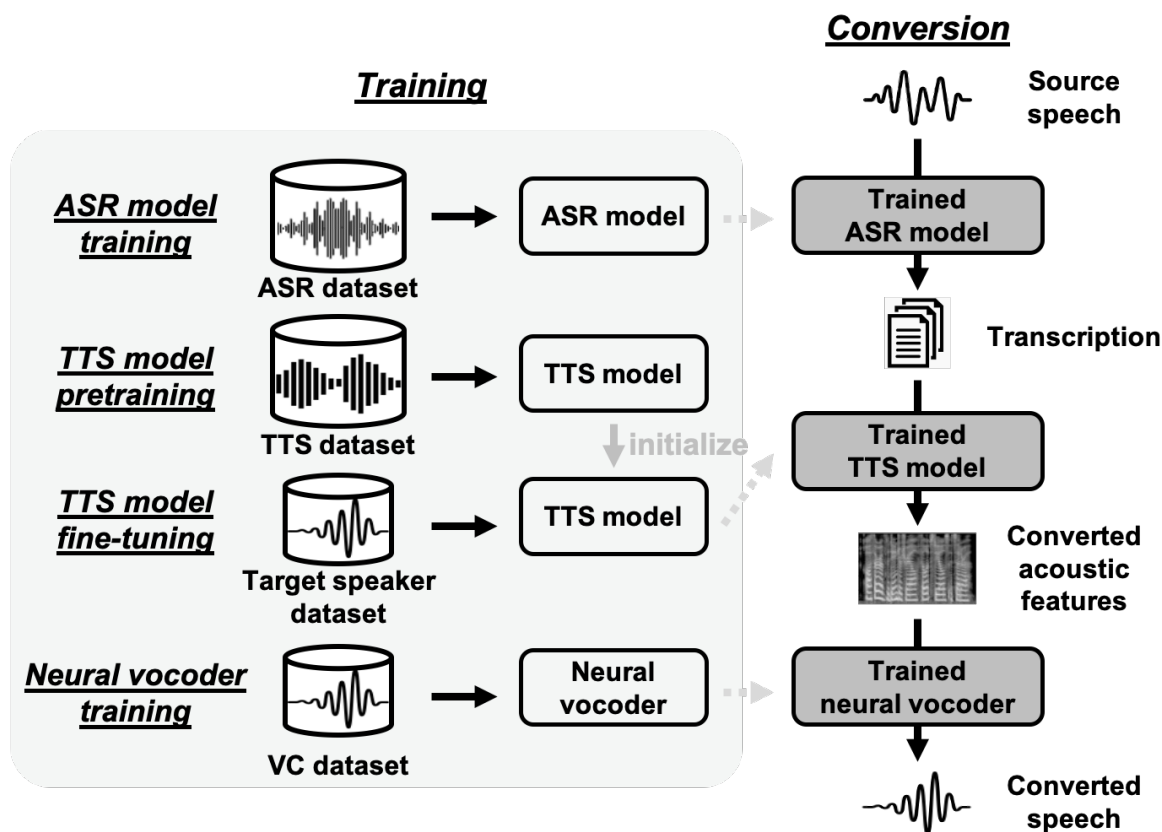 Conversion
Training
Source
speech
ASR model
training
ASR dataset
ASR model
Trained
ASR model
Transcription
TTS model
pretraining
TTS dataset
TTS model
initialize
Trained
TTS model
TTS model
fine-tuning
Target speaker
dataset
TTS model
Converted
acoustic
features
Neural vocoder
training
VC dataset
Neural
vocoder
Trained
neural vocoder
Converted
speech